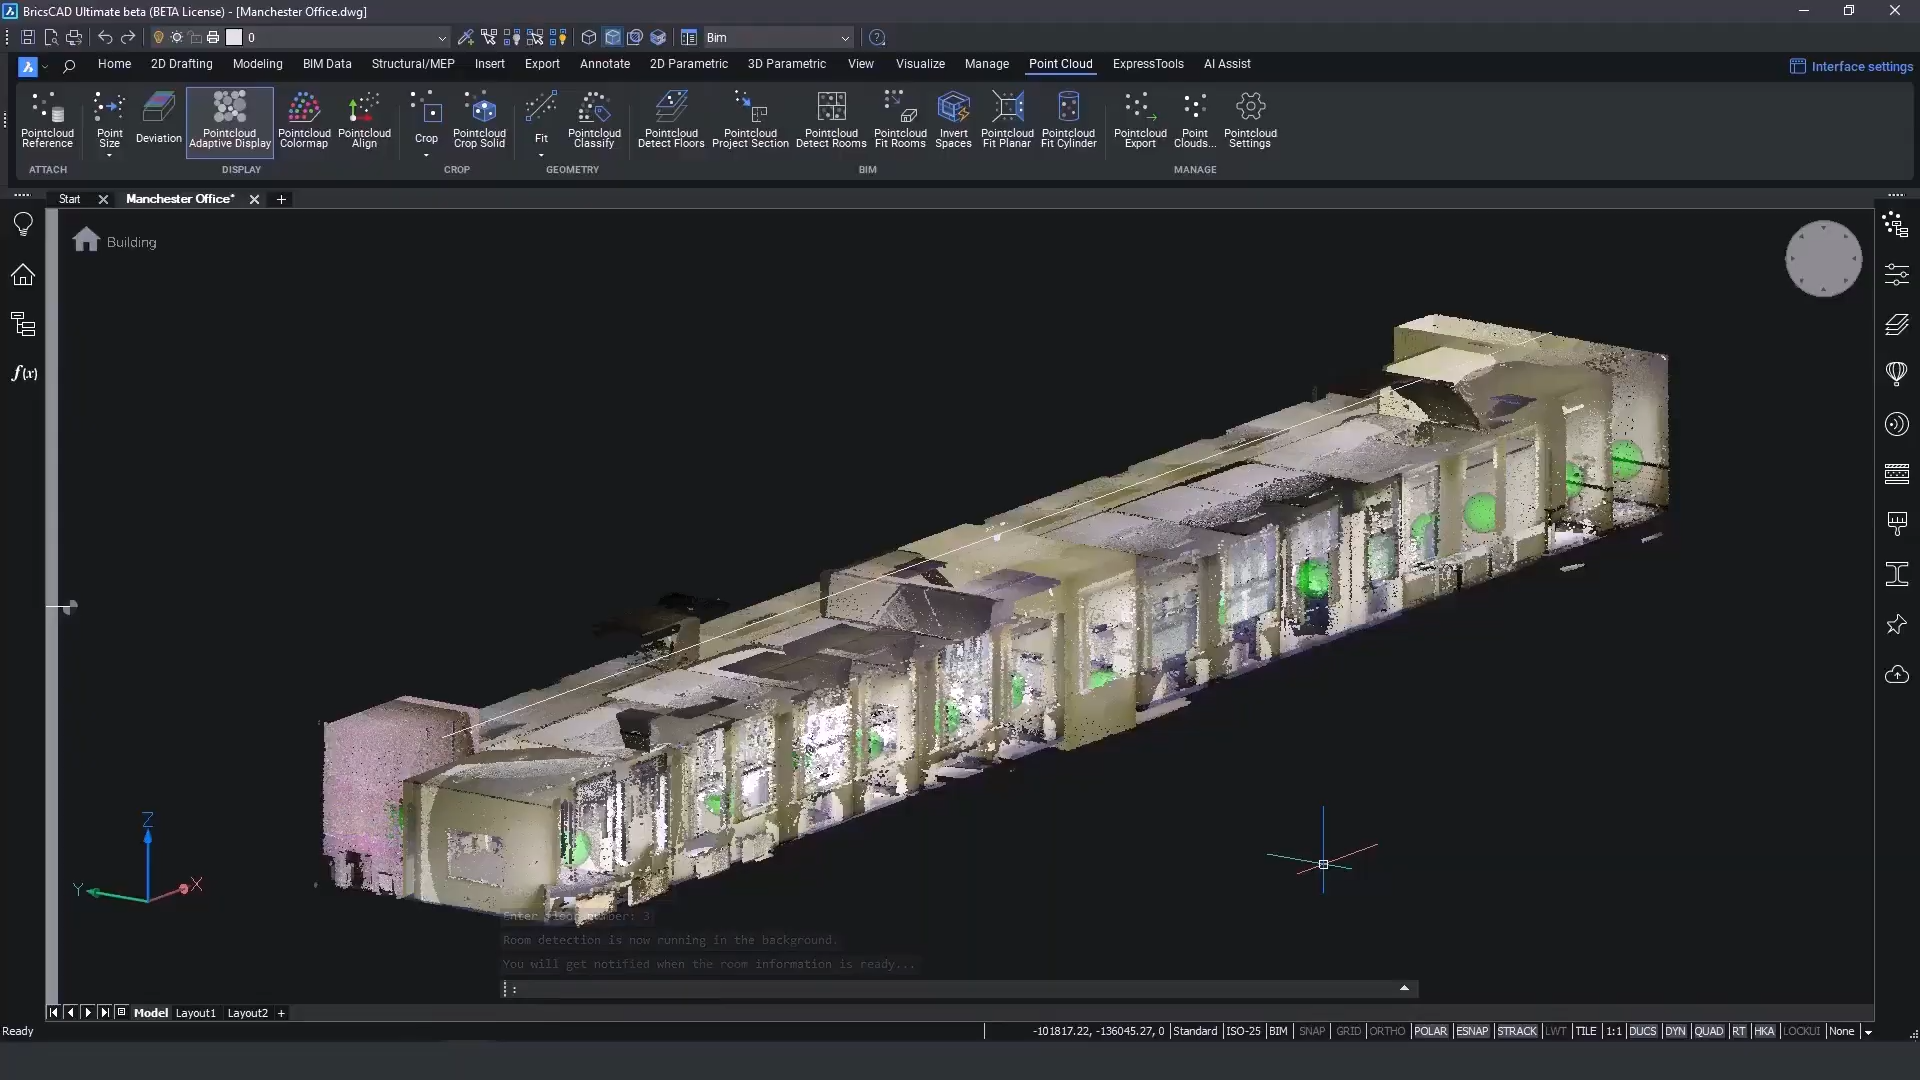 BricsCAD Ultimate beta (BETA License) - [Manchester Office.dwg]
0
Bim
Home 2D Drafting Modeling BIM Data Structural/MEP Insert Export Annotate 2D Parametric 3D Parametric View Visualize Manage Point Cloud ExpressTools AI Assist Interface settings
Pointcloud Reference
Point Size
Deviation
Pointcloud Adaptive Display
Pointcloud Colormap
Pointcloud Align
Crop
Pointcloud Crop Solid
Fit
Pointcloud Classify
Pointcloud Detect Floors
Pointcloud Project Section
Pointcloud Detect Rooms
Pointcloud Fit Rooms
Invert Spaces
Pointcloud Fit Planar
Pointcloud Fit Cylinder
Pointcloud Export
Point Clouds...
Pointcloud Settings
ATTACH DISPLAY CROP GEOMETRY BIM MANAGE
Start Manchester Office*
Building
f(x)
Z
Y
X
Enter floor number: 3
Room detection is now running in the background.
You will get notified when the room information is ready...
:
Model Layout1 Layout2 +
Ready
-101817.22, -136045.27, 0 Standard ISO-25 BIM SNAP GRID ORTHO POLAR ESNAP STRACK LWT TILE 1:1 DUCS DYN QUAD RT HKA LOCKUI None